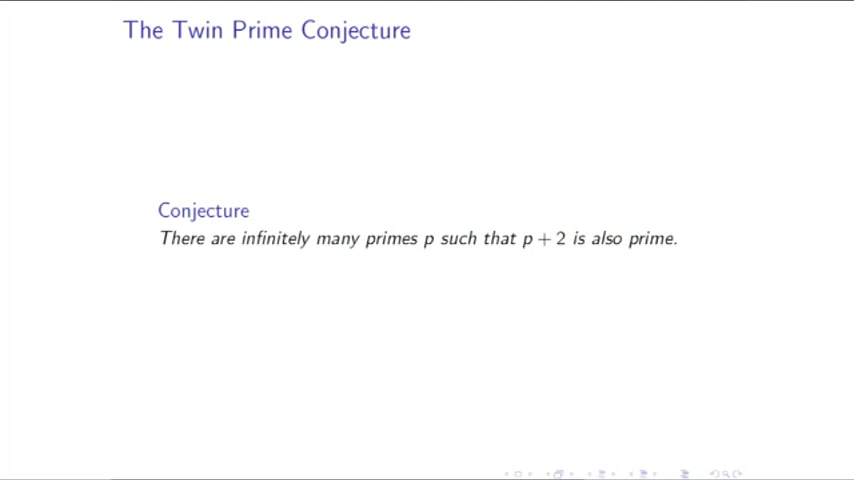 The Twin Prime Conjecture
Conjecture
There are infinitely many primes p such that p + 2 is also prime.